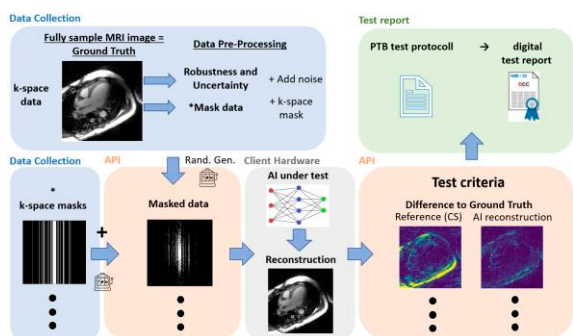 Data Collection
Fully sample MRI image =
Ground Truth
k-space
data
Data Pre-Processing
Robustness and
Uncertainty
+ Add noise
*Mask data
+ k-space
mask
Test report
PTB test protocoll
→
digital
test report
DCC
Data Collection
*
k-space masks
+
API
Rand. Gen.
Masked data
Client Hardware
AI under test
Reconstruction
API
Test criteria
Difference to Ground Truth
Reference (CS)
AI reconstruction